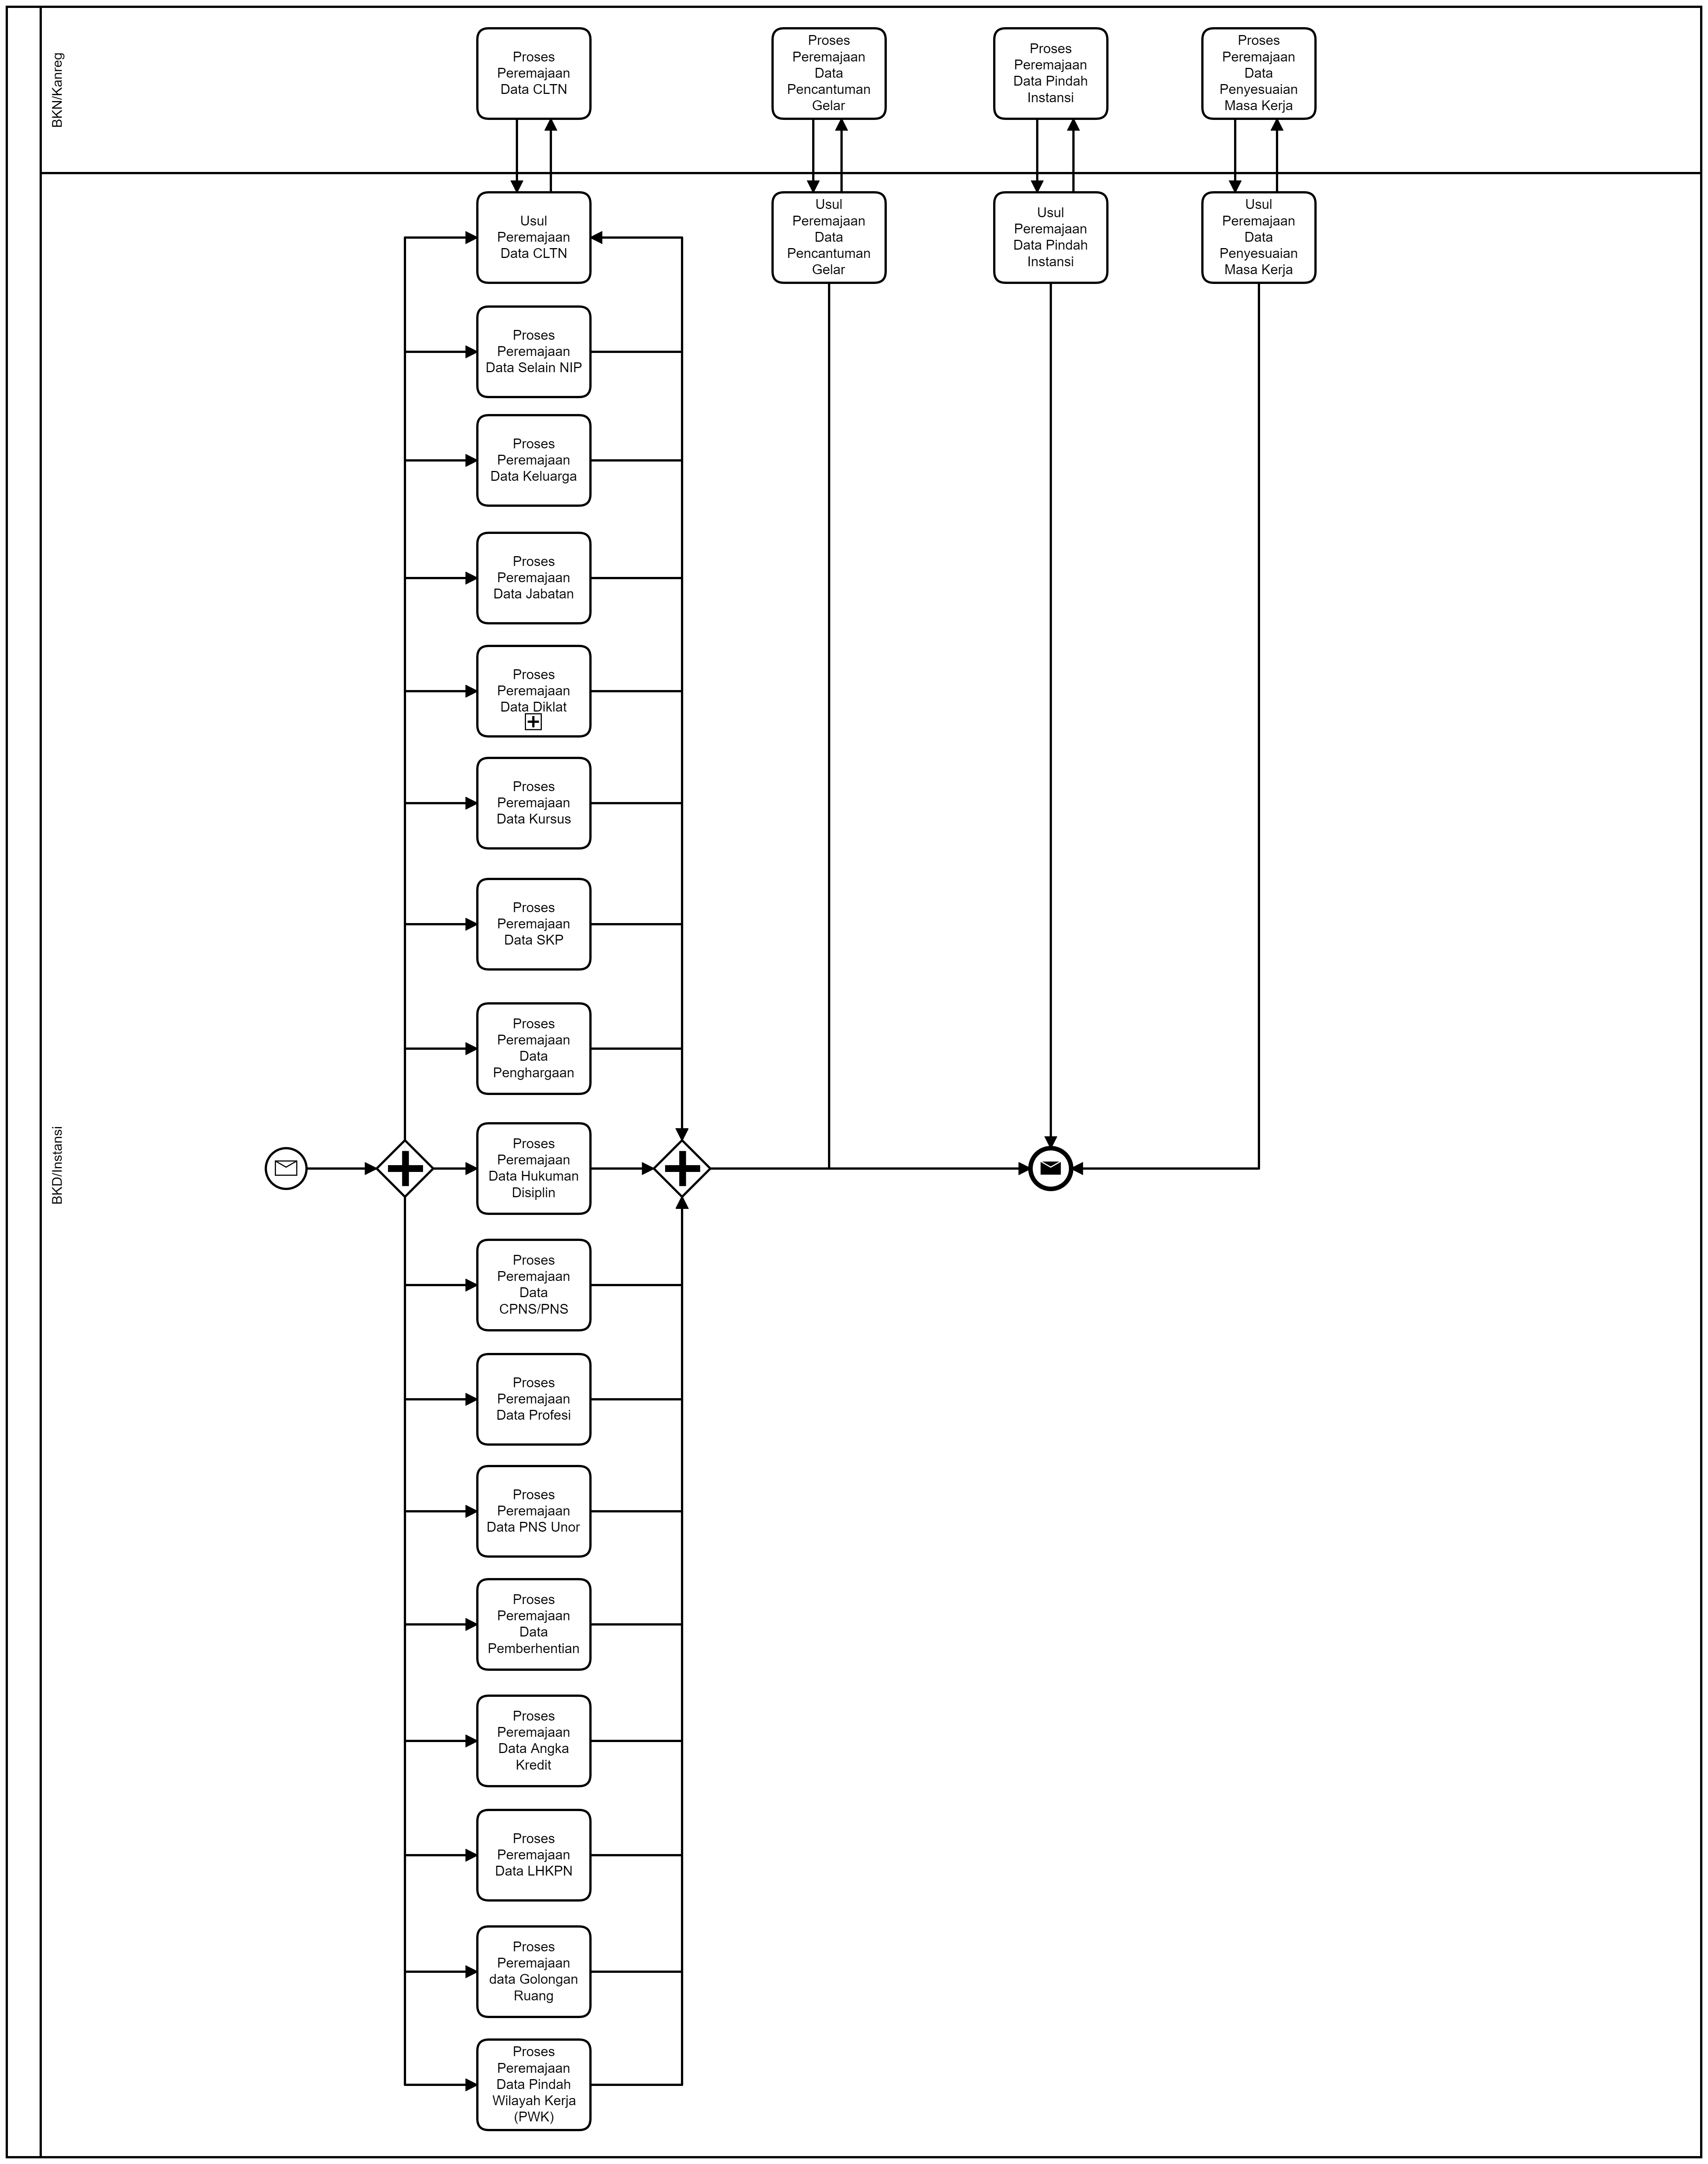 BKN/Kanreg
Proses
Peremajaan
Data CLTN
Proses
Peremajaan
Data
Pencantuman
Gelar
Proses
Peremajaan
Data Pindah
Instansi
Proses
Peremajaan
Data
Penyesuaian
Masa Kerja
BKD/Instansi
Usul
Peremajaan
Data CLTN
Usul
Peremajaan
Data
Pencantuman
Gelar
Usul
Peremajaan
Data Pindah
Instansi
Usul
Peremajaan
Data
Penyesuaian
Masa Kerja
Proses
Peremajaan
Data Selain NIP
Proses
Peremajaan
Data Keluarga
Proses
Peremajaan
Data Jabatan
Proses
Peremajaan
Data Diklat
Proses
Peremajaan
Data Kursus
Proses
Peremajaan
Data SKP
Proses
Peremajaan
Data
Penghargaan
Proses
Peremajaan
Data Hukuman
Disiplin
Proses
Peremajaan
Data
CPNS/PNS
Proses
Peremajaan
Data Profesi
Proses
Peremajaan
Data PNS Unor
Proses
Peremajaan
Data
Pemberhentian
Proses
Peremajaan
Data Angka
Kredit
Proses
Peremajaan
Data LHKPN
Proses
Peremajaan
data Golongan
Ruang
Proses
Peremajaan
Data Pindah
Wilayah Kerja
(PWK)